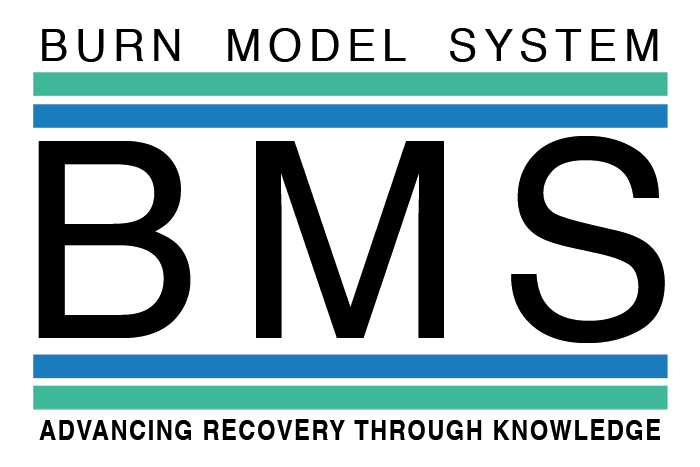 BURN MODEL SYSTEM
BMS
ADVANCING RECOVERY THROUGH KNOWLEDGE